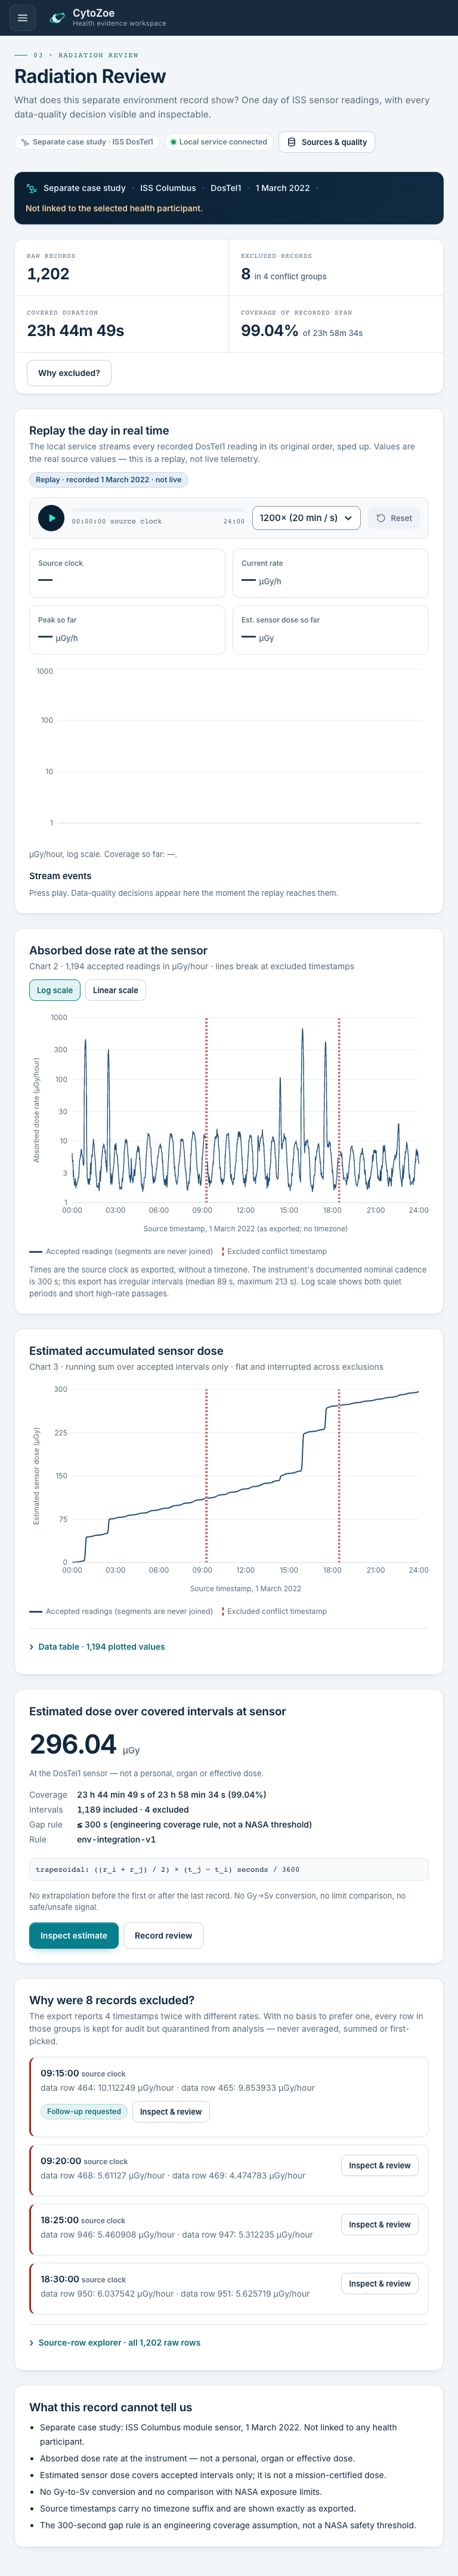 CytoZoe
Health evidence workspace
03 · RADIATION REVIEW
Radiation Review
What does this separate environment record show? One day of ISS sensor readings, with every
data-quality decision visible and inspectable.
Separate case study · ISS DosTel1
Local service connected
Sources & quality
Separate case study · ISS Columbus · DosTel1 · 1 March 2022 ·
Not linked to the selected health participant.
RAW RECORDS
1,202
EXCLUDED RECORDS
8 in 4 conflict groups
COVERED DURATION
23h 44m 49s
COVERAGE OF RECORDED SPAN
99.04% of 23h 58m 34s
Why excluded?
Replay the day in real time
The local service streams every recorded DosTel1 reading in its original order, sped up. Values are
the real source values — this is a replay, not live telemetry.
Replay · recorded 1 March 2022 · not live
00:00:00 source clock
24:00
1200× (20 min / s)
Reset
Source clock
—
Current rate
— μGy/h
Peak so far
— μGy/h
Est. sensor dose so far
— μGy
1000
100
10
1
μGy/hour, log scale. Coverage so far: —.
Stream events
Press play. Data-quality decisions appear here the moment the replay reaches them.
Absorbed dose rate at the sensor
Chart 2 · 1,194 accepted readings in μGy/hour · lines break at excluded timestamps
Log scale
Linear scale
Absorbed dose rate (μGy/hour)
1000
300
100
30
10
3
1
00:00 03:00 06:00 09:00 12:00 15:00 18:00 21:00 24:00
Source timestamp, 1 March 2022 (as exported; no timezone)
Accepted readings (segments are never joined)
Excluded conflict timestamp
Times are the source clock as exported, without a timezone. The instrument's documented nominal cadence
is 300 s; this export has irregular intervals (median 89 s, maximum 213 s). Log scale shows both quiet
periods and short high-rate passages.
Estimated accumulated sensor dose
Chart 3 · running sum over accepted intervals only · flat and interrupted across exclusions
Estimated sensor dose (μGy)
300
225
150
75
0
00:00 03:00 06:00 09:00 12:00 15:00 18:00 21:00 24:00
Source timestamp, 1 March 2022
Accepted readings (segments are never joined)
Excluded conflict timestamp
Data table · 1,194 plotted values
Estimated dose over covered intervals at sensor
296.04 μGy
At the DosTel1 sensor — not a personal, organ or effective dose.
Coverage 23 h 44 min 49 s of 23 h 58 min 34 s (99.04%)
Intervals 1,189 included · 4 excluded
Gap rule ≤ 300 s (engineering coverage rule, not a NASA threshold)
Rule env-integration-v1
trapezoidal: ((r_i + r_j) / 2) × (t_j − t_i) seconds / 3600
No extrapolation before the first or after the last record. No Gy→Sv conversion, no limit comparison, no
safe/unsafe signal.
Inspect estimate
Record review
Why were 8 records excluded?
The export reports 4 timestamps twice with different rates. With no basis to prefer one, every row in
those groups is kept for audit but quarantined from analysis — never averaged, summed or first-
picked.
09:15:00 source clock
data row 464: 10.112249 μGy/hour · data row 465: 9.853933 μGy/hour
Follow-up requested
Inspect & review
09:20:00 source clock
data row 468: 5.61127 μGy/hour · data row 469: 4.474783 μGy/hour
Inspect & review
18:25:00 source clock
data row 946: 5.460908 μGy/hour · data row 947: 5.312235 μGy/hour
Inspect & review
18:30:00 source clock
data row 950: 6.037542 μGy/hour · data row 951: 5.625719 μGy/hour
Inspect & review
Source-row explorer · all 1,202 raw rows
What this record cannot tell us
• Separate case study: ISS Columbus module sensor, 1 March 2022. Not linked to any health
participant.
• Absorbed dose rate at the instrument — not a personal, organ or effective dose.
• Estimated sensor dose covers accepted intervals only; it is not a mission-certified dose.
• No Gy-to-Sv conversion and no comparison with NASA exposure limits.
• Source timestamps carry no timezone suffix and are shown exactly as exported.
• The 300-second gap rule is an engineering coverage assumption, not a NASA safety threshold.